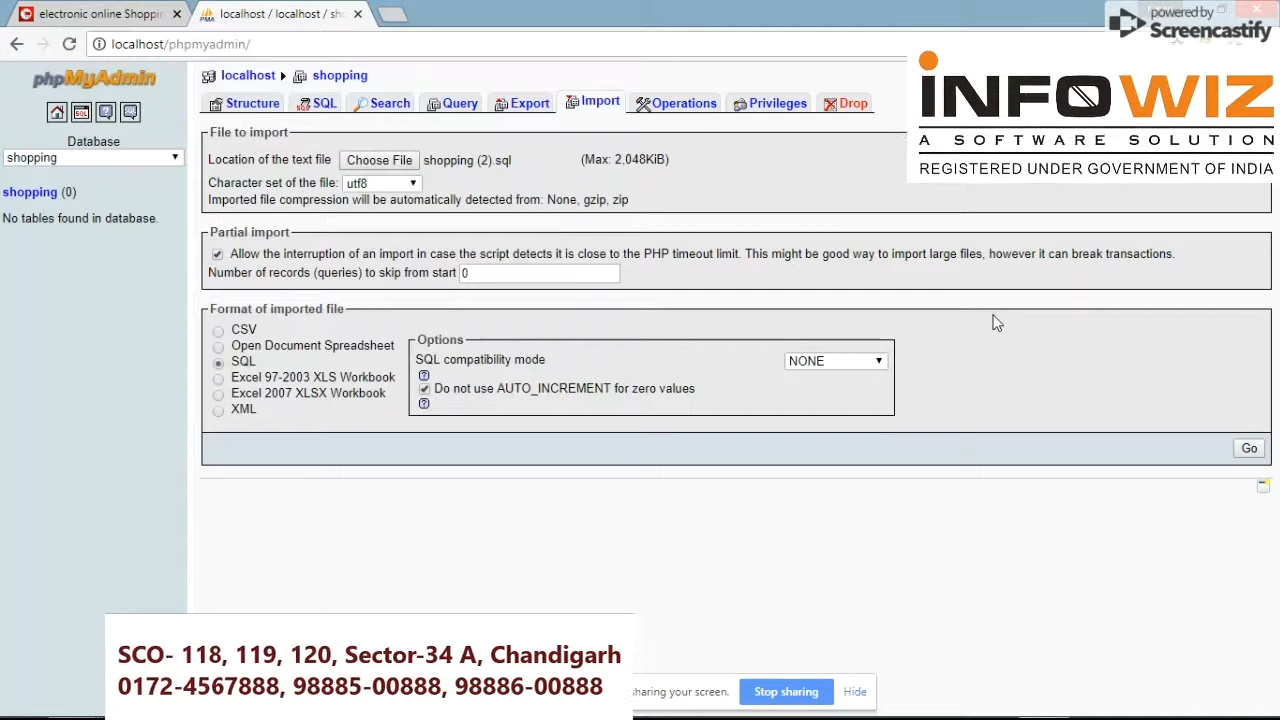 electronic online Shoppin
localhost / localhost / sho
powered by
Screencastify
localhost/phpmyadmin/
phpMyAdmin
localhost
shopping
INFOWIZ
A SOFTWARE SOLUTION
REGISTERED UNDER GOVERNMENT OF INDIA
Structure
SQL
Search
Query
Export
Import
Operations
Privileges
Drop
Database
shopping
shopping (0)
No tables found in database.
File to import
Location of the text file Choose File shopping (2).sql (Max: 2,048KiB)
Character set of the file: utf8
Imported file compression will be automatically detected from: None, gzip, zip
Partial import
Allow the interruption of an import in case the script detects it is close to the PHP timeout limit. This might be good way to import large files, however it can break transactions.
Number of records (queries) to skip from start 0
Format of imported file
CSV
Open Document Spreadsheet
SQL
Excel 97-2003 XLS Workbook
Excel 2007 XLSX Workbook
XML
Options
SQL compatibility mode NONE
Do not use AUTO_INCREMENT for zero values
Go
SCO- 118, 119, 120, Sector-34 A, Chandigarh
0172-4567888, 98885-00888, 98886-00888
sharing your screen. Stop sharing Hide